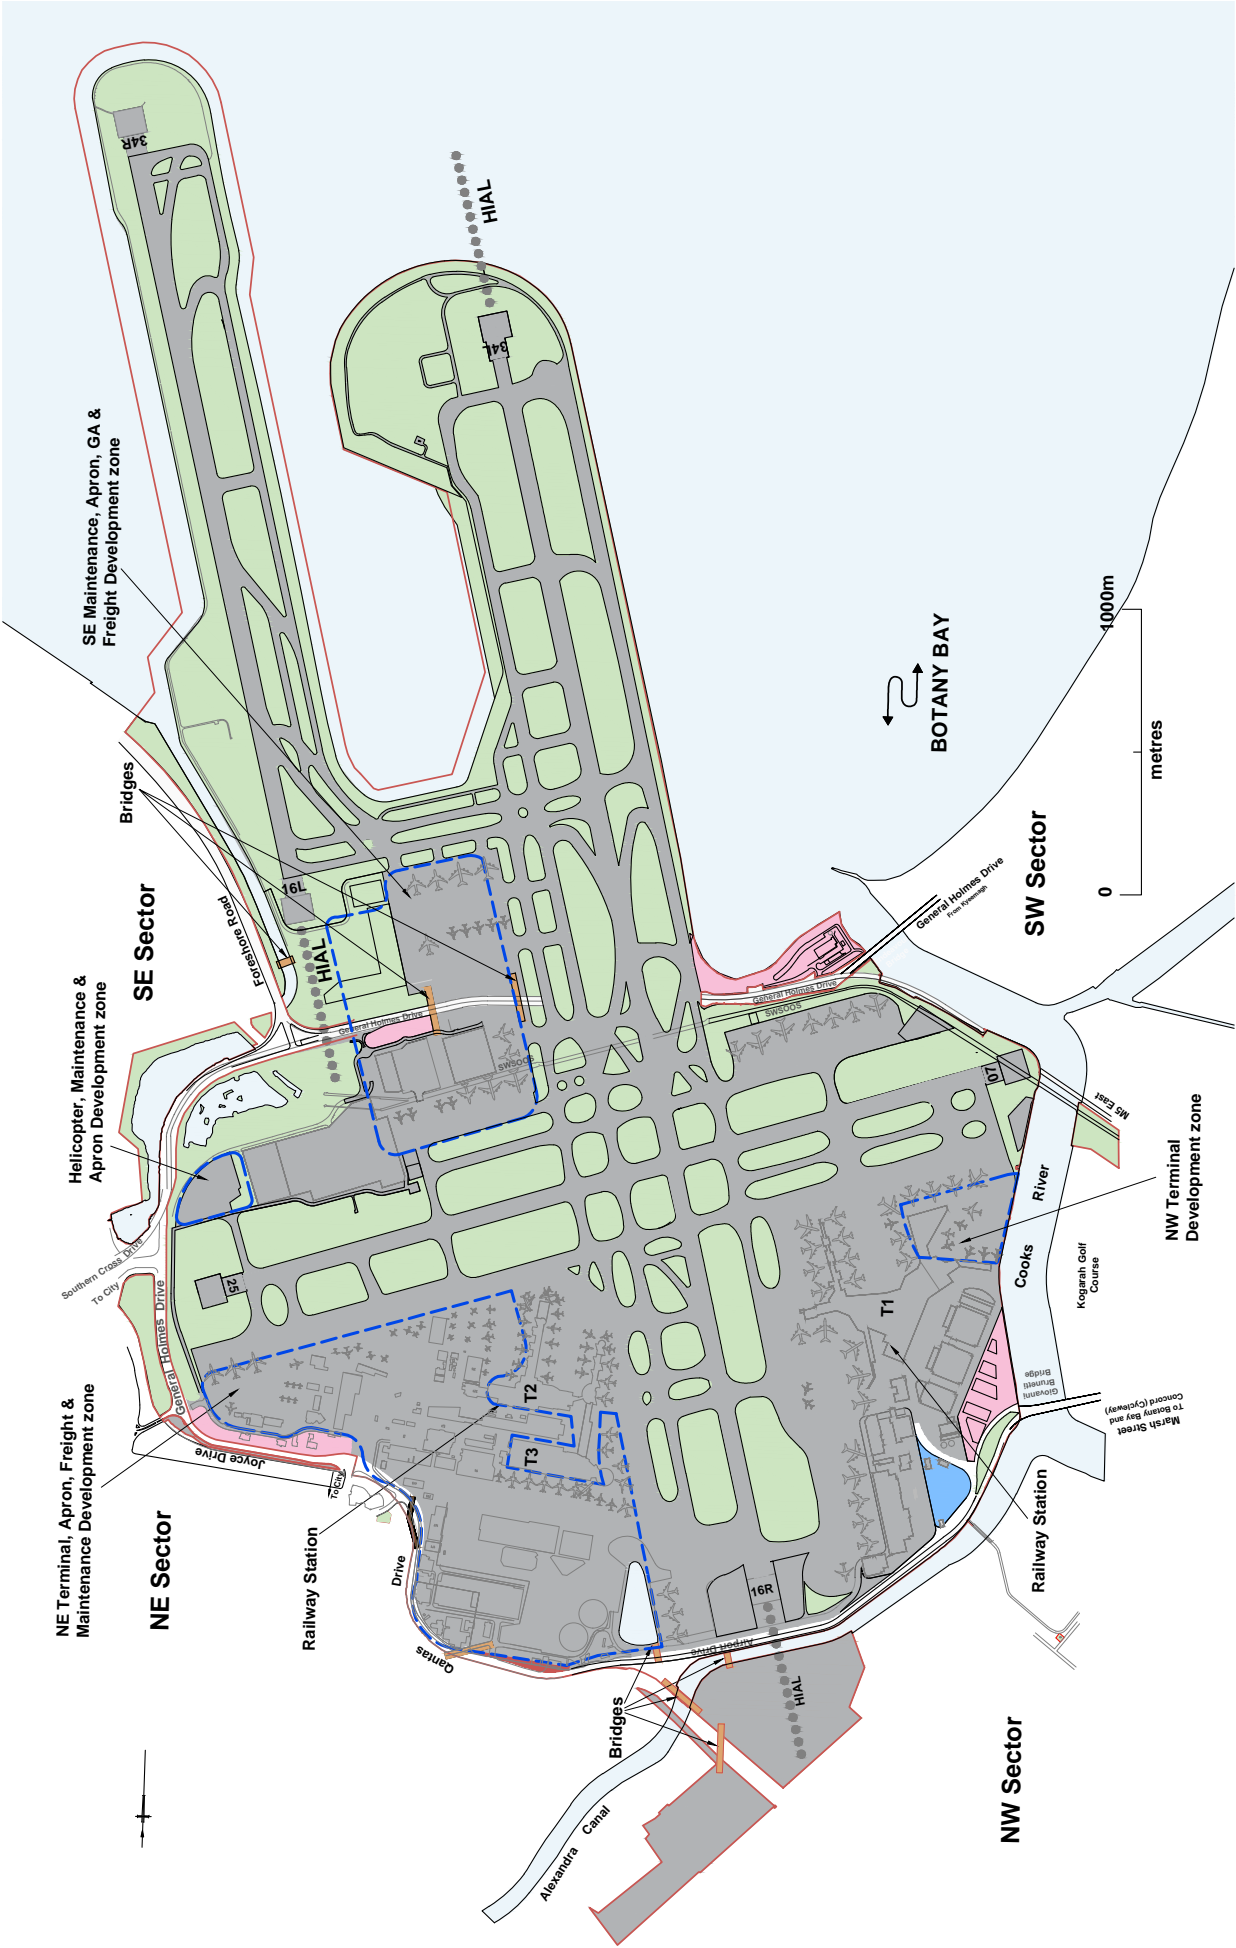 34R
HIAL
34L
SE Maintenance, Apron, GA &
Freight Development zone
1000m
metres
0
BOTANY BAY
Bridges
SE Sector
Foreshore Road
16L
HIAL
General Holmes Drive
SWSOOS
General Holmes Drive
SWSOOS
General Holmes Drive
From Kyeemagh
SW Sector
Helicopter, Maintenance &
Apron Development zone
07
M5 East
NW Terminal
Development zone
Southern Cross Drive
To City
General Holmes Drive
25
T1
Cooks
River
Kogarah Golf
Course
NE Terminal, Apron, Freight &
Maintenance Development zone
Joyce Drive
To City
T2
T3
Giovanni
Brunetti
Bridge
Marsh Street
To Botany Bay and
Concord (Cycleway)
NE Sector
Railway Station
Drive
Qantas
16R
Airport Drive
Railway Station
Bridges
HIAL
Alexandra
Canal
NW Sector